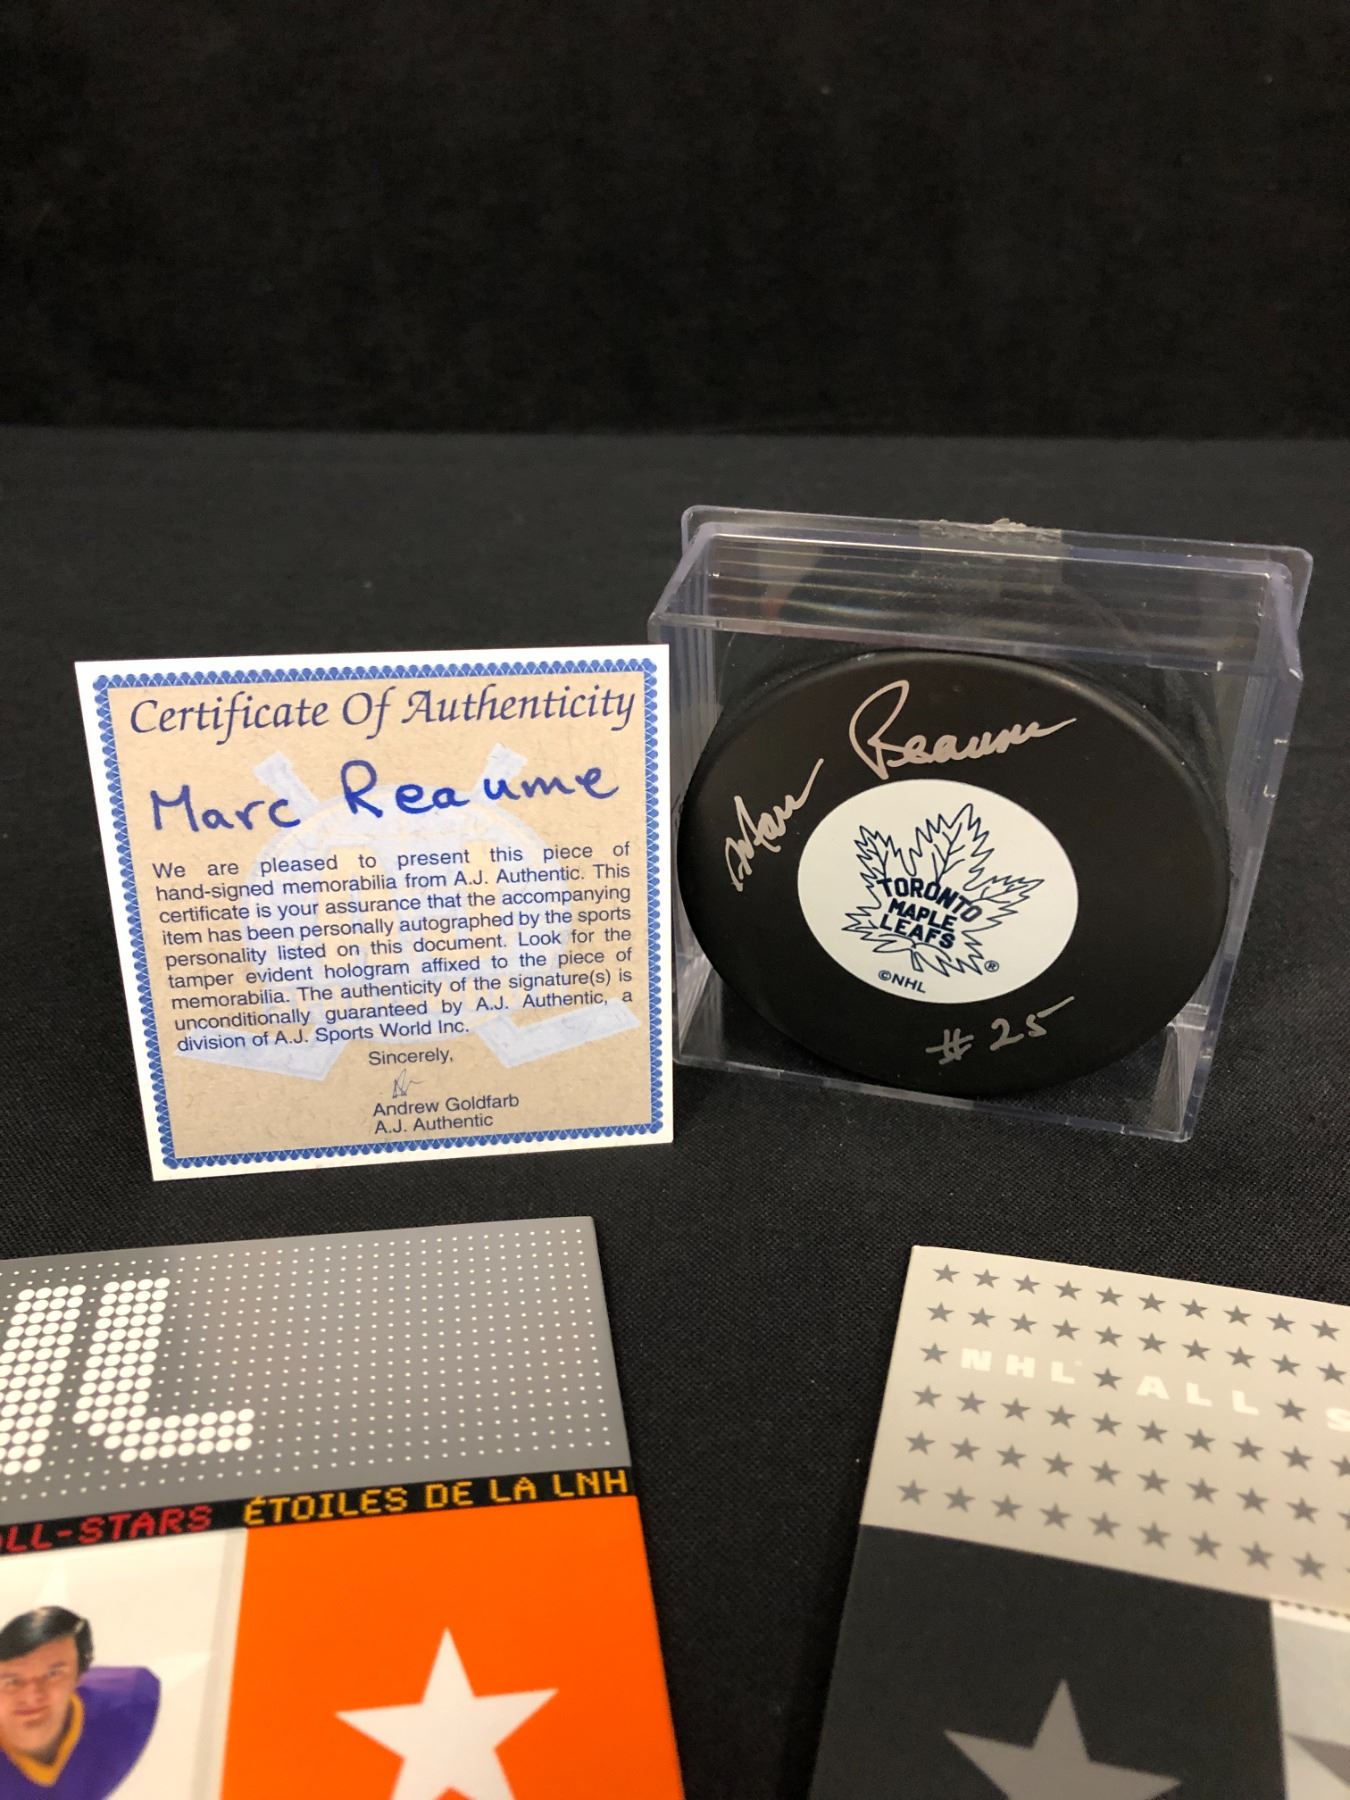 Certificate Of Authenticity
Marc Reaume
We are pleased to present this piece of
hand-signed memorabilia from A.J. Authentic. This
certificate is your assurance that the accompanying
item has been personally autographed by the sports
personality listed on this document. Look for the
tamper evident hologram affixed to the piece of
memorabilia. The authenticity of the signature(s) is
unconditionally guaranteed by A.J. Authentic, a
division of A.J. Sports World Inc.
Sincerely,
Andrew Goldfarb
A.J. Authentic
Marc Reaume
TORONTO
MAPLE
LEAFS
®
©NHL
#25
LL-STARS ÉTOILES DE LA LNH
NHL ★ ALL ★ S